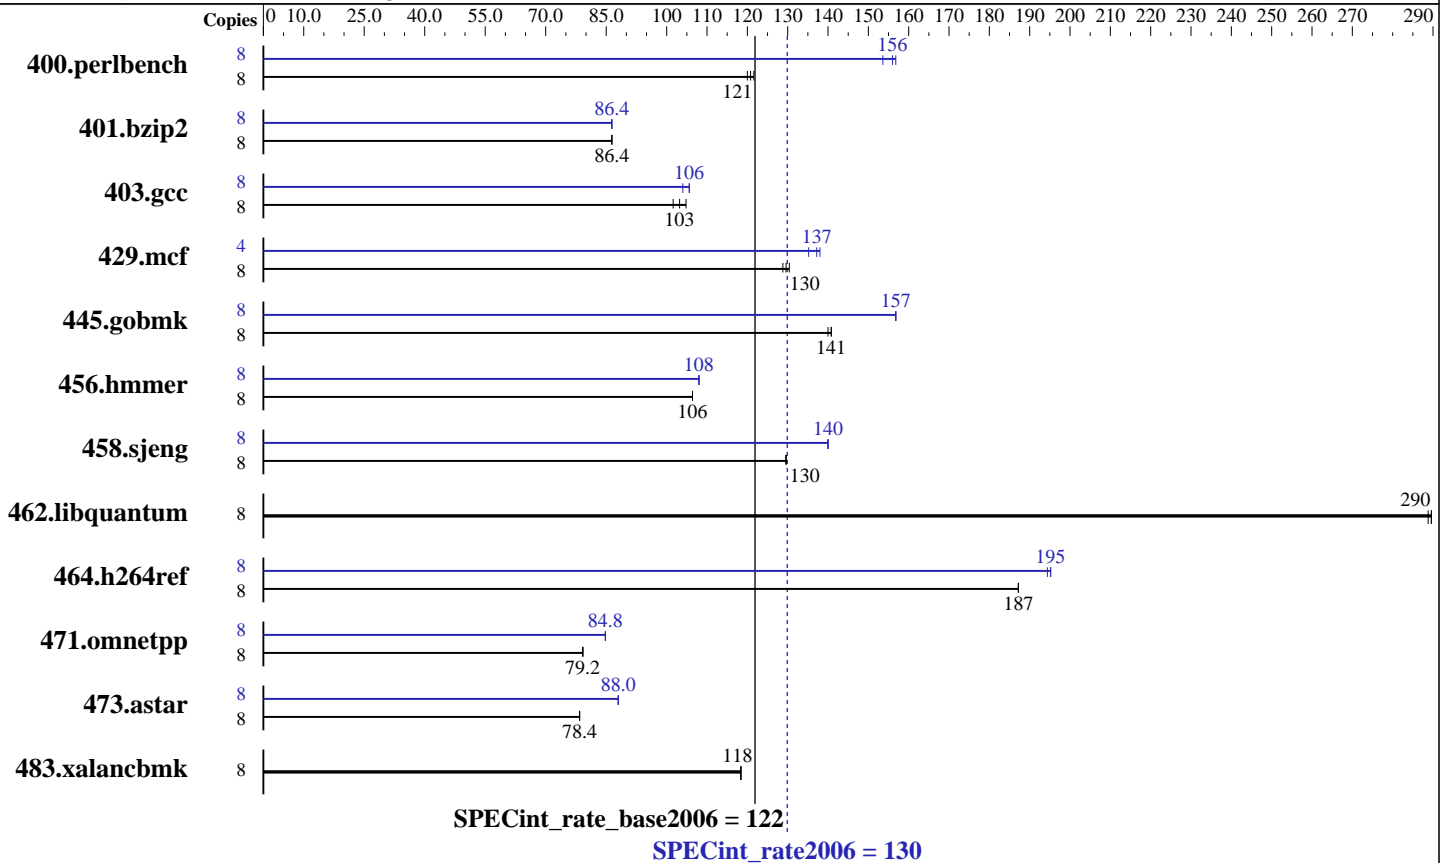 Copies 0 10.0 25.0 40.0 55.0 70.0 85.0 100 110 120 130 140 150 160 170 180 190 200 210 220 230 240 250 260 270 290
400.perlbench 8 156
8 121
401.bzip2 8 86.4
8 86.4
403.gcc 8 106
8 103
429.mcf 4 137
8 130
445.gobmk 8 157
8 141
456.hmmer 8 108
8 106
458.sjeng 8 140
8 130
462.libquantum 8 290
464.h264ref 8 195
8 187
471.omnetpp 8 84.8
8 79.2
473.astar 8 88.0
8 78.4
483.xalancbmk 8 118
SPECint_rate_base2006 = 122
SPECint_rate2006 = 130